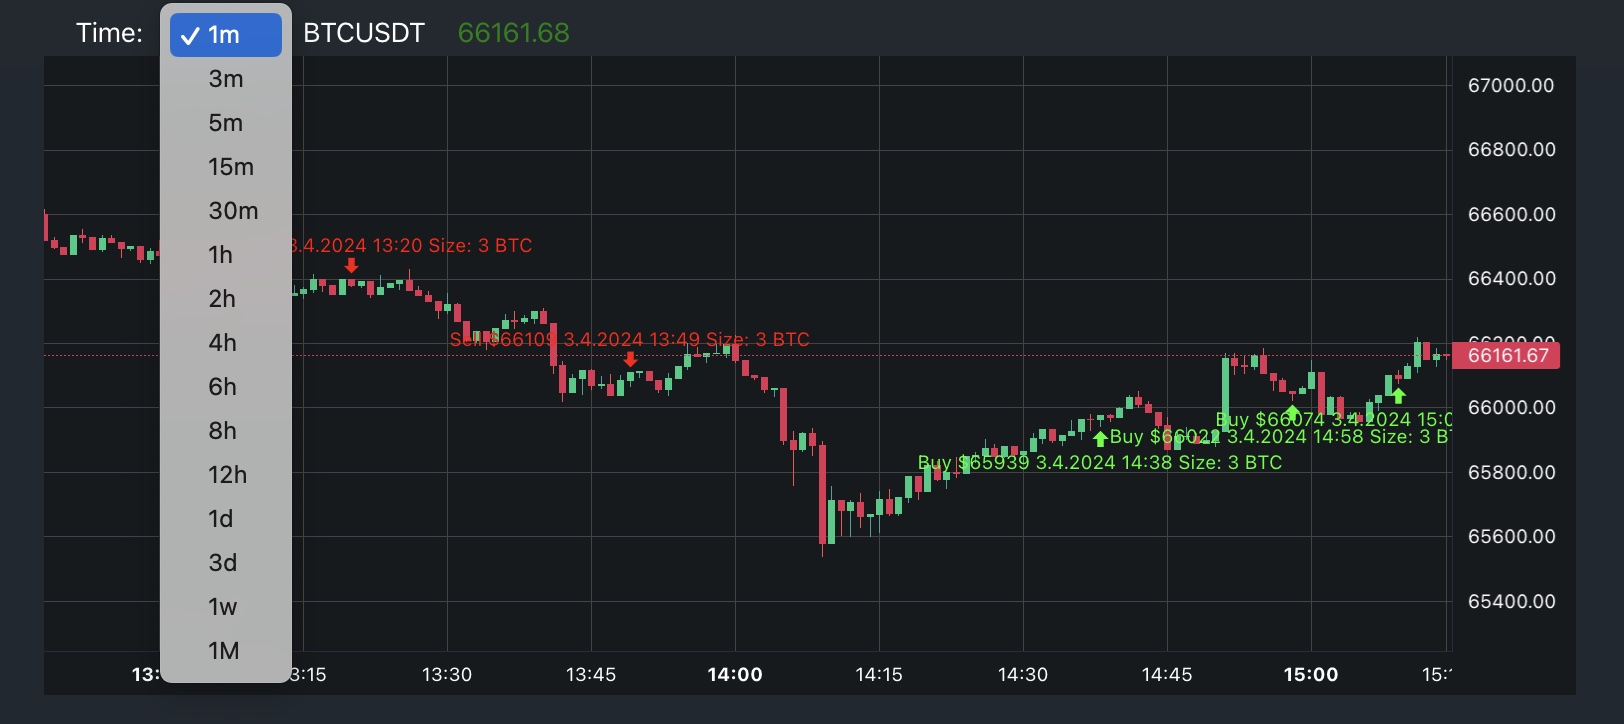 Time: 1m BTCUSDT 66161.68
3m
5m
15m
30m
1h
2h
4h
6h
8h
12h
1d
3d
1w
1M
3.4.2024 13:20 Size: 3 BTC
Sell $66109 3.4.2024 13:49 Size: 3 BTC
Buy $66074 3.4.2024 15:0
Buy $66022 3.4.2024 14:58 Size: 3 BT
Buy $65939 3.4.2024 14:38 Size: 3 BTC
67000.00
66800.00
66600.00
66400.00
66200.00
66161.67
66000.00
65800.00
65600.00
65400.00
13: 3:15 13:30 13:45 14:00 14:15 14:30 14:45 15:00 15: